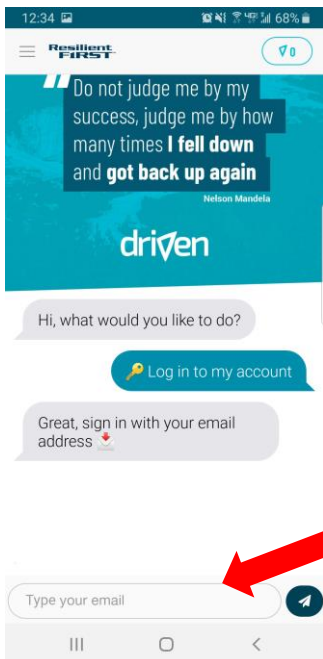 12:34 68%
Resilient
FIRST
0
Do not judge me by my
success, judge me by how
many times I fell down
and got back up again
Nelson Mandela
driven
Hi, what would you like to do?
Log in to my account
Great, sign in with your email
address
Type your email